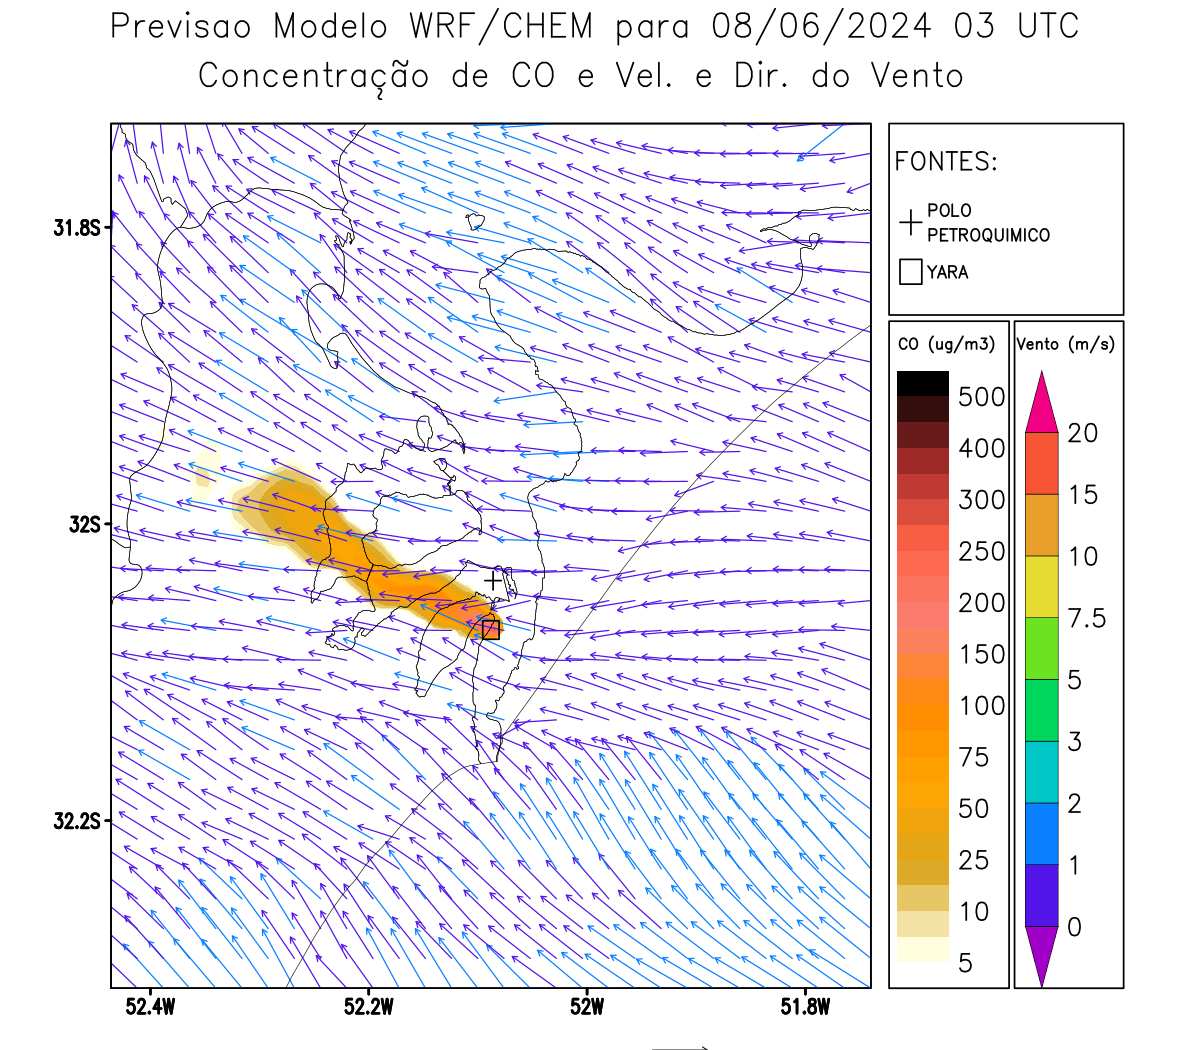 Previsao Modelo WRF/CHEM para 08/06/2024 03 UTC
Concentração de CO e Vel. e Dir. do Vento
FONTES:
POLO
PETROQUIMICO
YARA
CO (ug/m3)
500
400
300
250
200
150
100
75
50
25
10
5
Vento (m/s)
20
15
10
7.5
5
3
2
1
0
31.8S
32S
32.2S
52.4W
52.2W
52W
51.8W